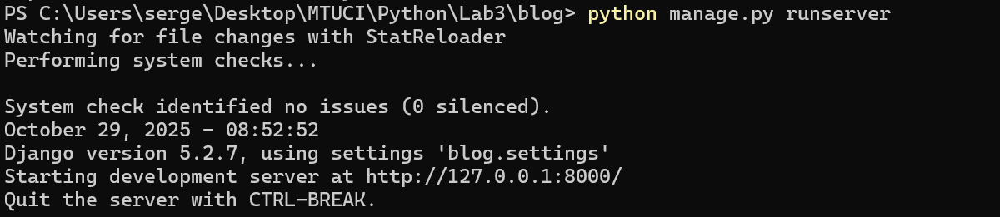 PS C:\Users\serge\Desktop\MTUCI\Python\Lab3\blog> python manage.py runserver
Watching for file changes with StatReloader
Performing system checks...

System check identified no issues (0 silenced).
October 29, 2025 - 08:52:52
Django version 5.2.7, using settings 'blog.settings'
Starting development server at http://127.0.0.1:8000/
Quit the server with CTRL-BREAK.